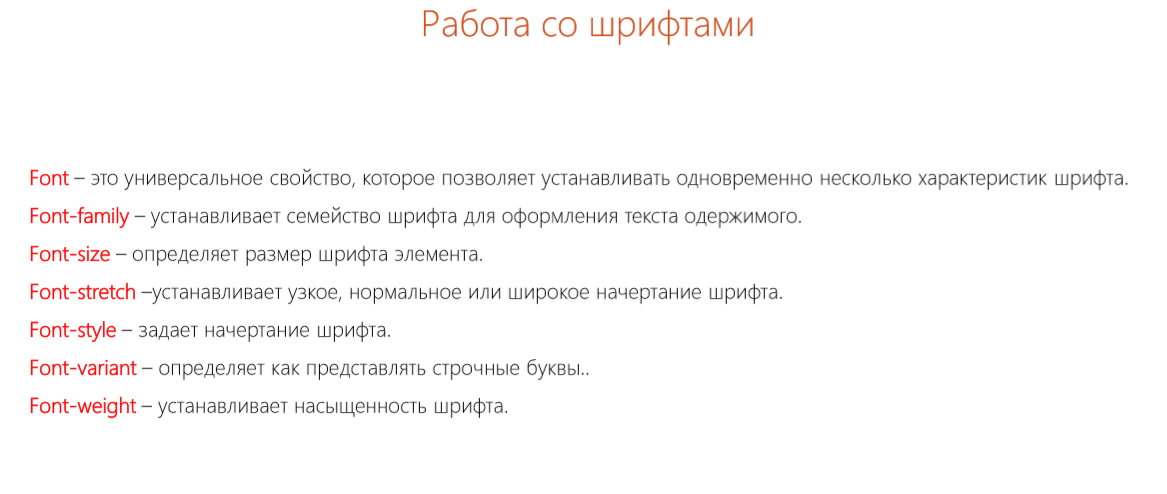 Работа со шрифтами
Font – это универсальное свойство, которое позволяет устанавливать одновременно несколько характеристик шрифта.
Font-family – устанавливает семейство шрифта для оформления текста одержимого.
Font-size – определяет размер шрифта элемента.
Font-stretch –устанавливает узкое, нормальное или широкое начертание шрифта.
Font-style – задает начертание шрифта.
Font-variant – определяет как представлять строчные буквы..
Font-weight – устанавливает насыщенность шрифта.